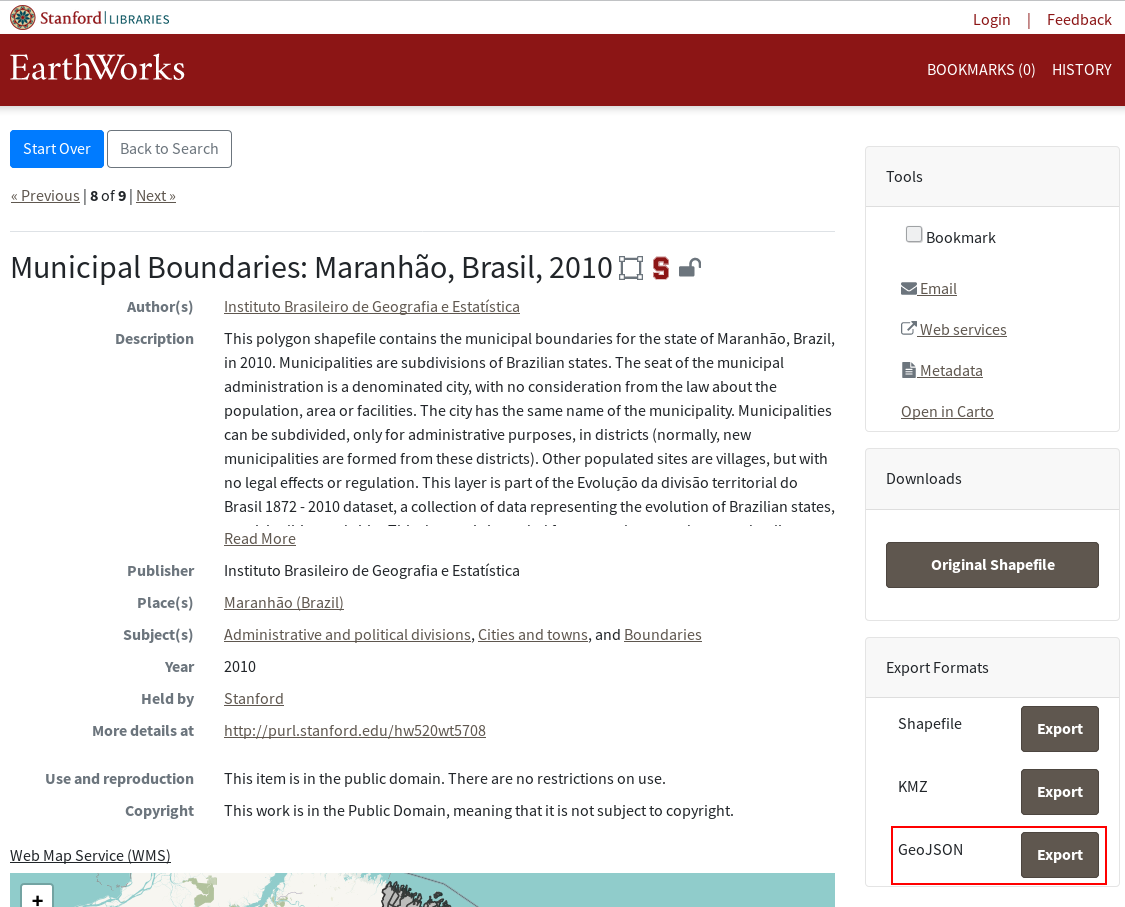 Stanford LIBRARIES
Login | Feedback
EarthWorks
BOOKMARKS (0) HISTORY
Start Over Back to Search
« Previous | 8 of 9 | Next »
Municipal Boundaries: Maranhão, Brasil, 2010
Author(s) Instituto Brasileiro de Geografia e Estatística
Description This polygon shapefile contains the municipal boundaries for the state of Maranhão, Brazil,
in 2010. Municipalities are subdivisions of Brazilian states. The seat of the municipal
administration is a denominated city, with no consideration from the law about the
population, area or facilities. The city has the same name of the municipality. Municipalities
can be subdivided, only for administrative purposes, in districts (normally, new
municipalities are formed from these districts). Other populated sites are villages, but with
no legal effects or regulation. This layer is part of the Evolução da divisão territorial do
Brasil 1872 - 2010 dataset, a collection of data representing the evolution of Brazilian states,
Read More
Publisher Instituto Brasileiro de Geografia e Estatística
Place(s) Maranhão (Brazil)
Subject(s) Administrative and political divisions, Cities and towns, and Boundaries
Year 2010
Held by Stanford
More details at http://purl.stanford.edu/hw520wt5708
Use and reproduction This item is in the public domain. There are no restrictions on use.
Copyright This work is in the Public Domain, meaning that it is not subject to copyright.
Web Map Service (WMS)
+
Tools
Bookmark
Email
Web services
Metadata
Open in Carto
Downloads
Original Shapefile
Export Formats
Shapefile Export
KMZ Export
GeoJSON Export